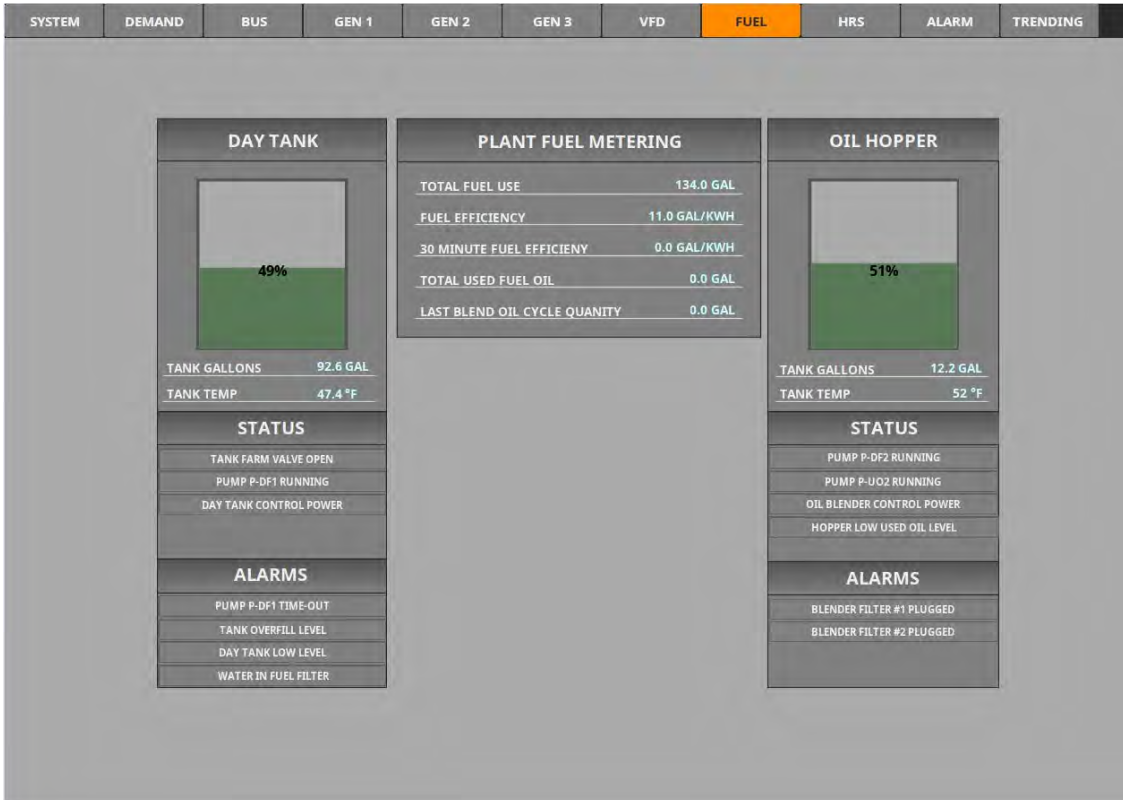 SYSTEM DEMAND BUS GEN 1 GEN 2 GEN 3 VFD FUEL HRS ALARM TRENDING
DAY TANK
49%
TANK GALLONS 92.6 GAL
TANK TEMP 47.4 °F
STATUS
TANK FARM VALVE OPEN
PUMP P-DF1 RUNNING
DAY TANK CONTROL POWER
ALARMS
PUMP P-DF1 TIME-OUT
TANK OVERFILL LEVEL
DAY TANK LOW LEVEL
WATER IN FUEL FILTER
PLANT FUEL METERING
TOTAL FUEL USE 134.0 GAL
FUEL EFFICIENCY 11.0 GAL/KWH
30 MINUTE FUEL EFFICIENY 0.0 GAL/KWH
TOTAL USED FUEL OIL 0.0 GAL
LAST BLEND OIL CYCLE QUANITY 0.0 GAL
OIL HOPPER
51%
TANK GALLONS 12.2 GAL
TANK TEMP 52 °F
STATUS
PUMP P-DF2 RUNNING
PUMP P-UO2 RUNNING
OIL BLENDER CONTROL POWER
HOPPER LOW USED OIL LEVEL
ALARMS
BLENDER FILTER #1 PLUGGED
BLENDER FILTER #2 PLUGGED